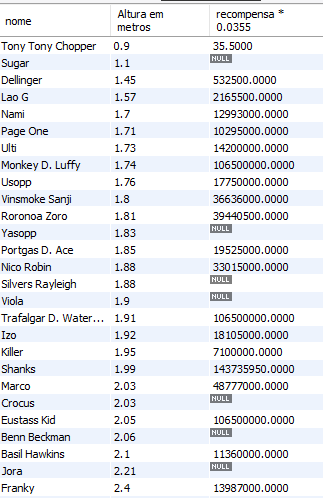 nome Altura em metros recompensa * 0.0355
Tony Tony Chopper 0.9 35.5000
Sugar 1.1 NULL
Dellinger 1.45 532500.0000
Lao G 1.57 2165500.0000
Nami 1.7 12993000.0000
Page One 1.71 10295000.0000
Ulti 1.73 14200000.0000
Monkey D. Luffy 1.74 106500000.0000
Usopp 1.76 17750000.0000
Vinsmoke Sanji 1.8 36636000.0000
Roronoa Zoro 1.81 39440500.0000
Yasopp 1.83 NULL
Portgas D. Ace 1.85 19525000.0000
Nico Robin 1.88 33015000.0000
Silvers Rayleigh 1.88 NULL
Viola 1.9 NULL
Trafalgar D. Water... 1.91 106500000.0000
Izo 1.92 18105000.0000
Killer 1.95 7100000.0000
Shanks 1.99 143735950.0000
Marco 2.03 48777000.0000
Crocus 2.03 NULL
Eustass Kid 2.05 106500000.0000
Benn Beckman 2.06 NULL
Basil Hawkins 2.1 11360000.0000
Jora 2.21 NULL
Franky 2.4 13987000.0000